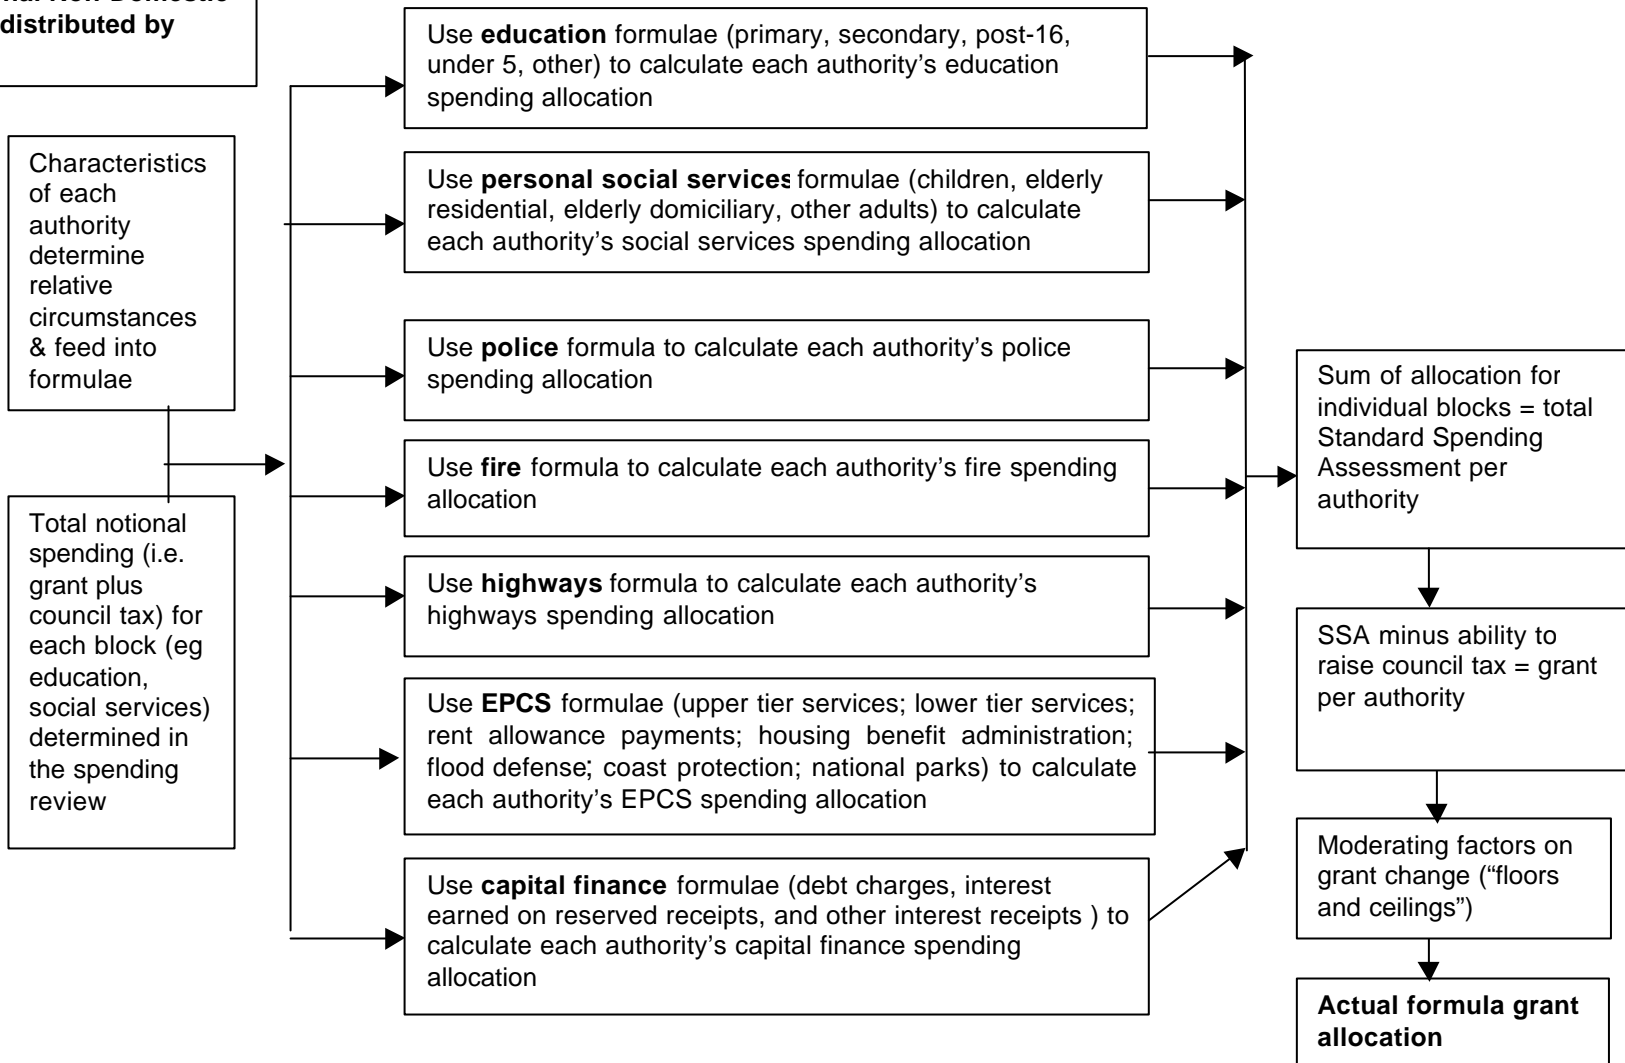 nal Non-Domestic
distributed by
Characteristics
of each
authority
determine
relative
circumstances
& feed into
formulae
Total notional
spending (i.e.
grant plus
council tax) for
each block (eg
education,
social services)
determined in
the spending
review
Use education formulae (primary, secondary, post-16,
under 5, other) to calculate each authority's education
spending allocation
Use personal social services formulae (children, elderly
residential, elderly domiciliary, other adults) to calculate
each authority's social services spending allocation
Use police formula to calculate each authority's police
spending allocation
Use fire formula to calculate each authority's fire spending
allocation
Use highways formula to calculate each authority's
highways spending allocation
Use EPCS formulae (upper tier services; lower tier services;
rent allowance payments; housing benefit administration;
flood defense; coast protection; national parks) to calculate
each authority's EPCS spending allocation
Use capital finance formulae (debt charges, interest
earned on reserved receipts, and other interest receipts ) to
calculate each authority's capital finance spending
allocation
Sum of allocation for
individual blocks = total
Standard Spending
Assessment per
authority
SSA minus ability to
raise council tax = grant
per authority
Moderating factors on
grant change ("floors
and ceilings")
Actual formula grant
allocation